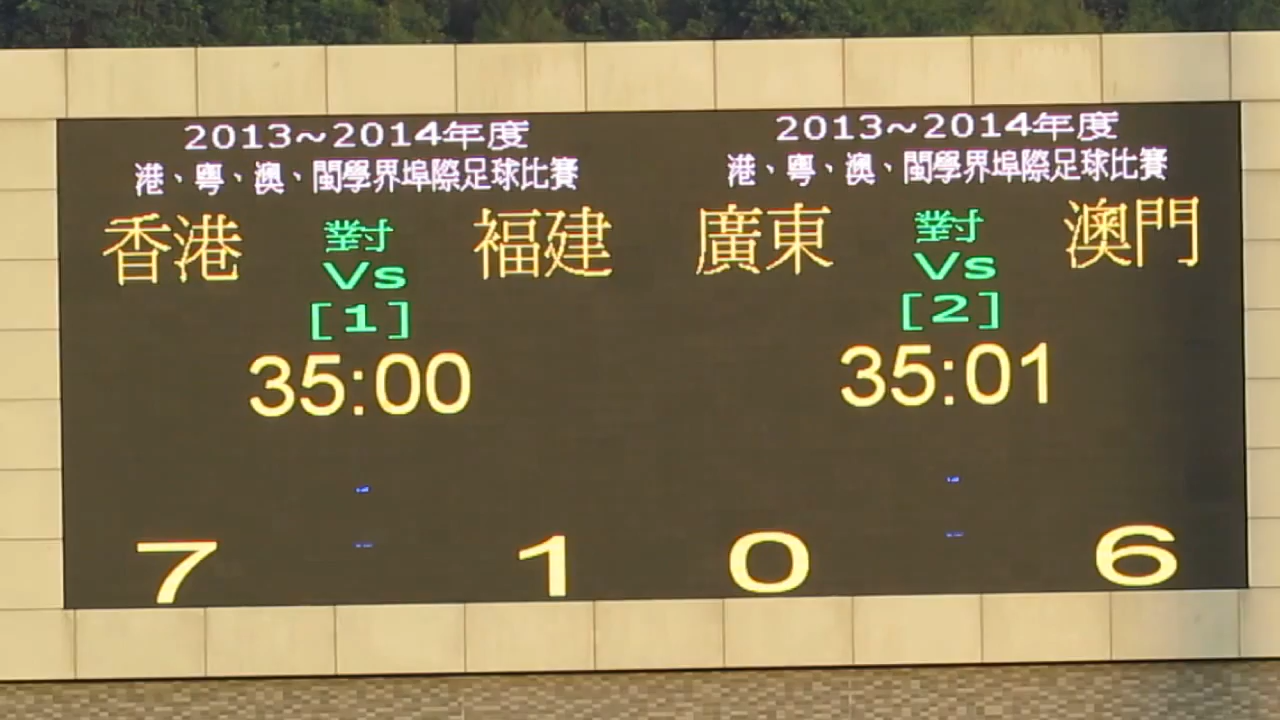 2013~2014年度
港、粵、澳、閩學界埠際足球比賽
香港 對 福建
Vs
[1]
35:00
7 - 1
2013~2014年度
港、粵、澳、閩學界埠際足球比賽
廣東 對 澳門
Vs
[2]
35:01
0 - 6